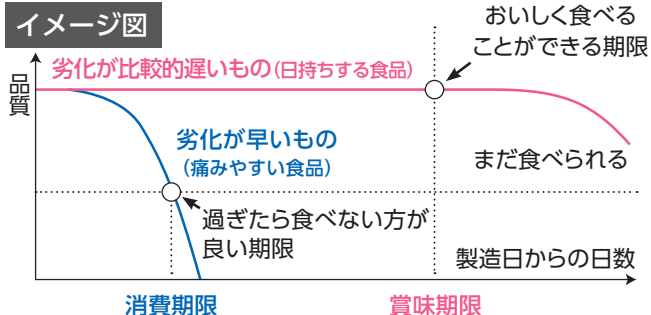 イメージ図
おいしく食べる
ことができる期限
品質
劣化が比較的遅いもの(日持ちする食品)
劣化が早いもの
(痛みやすい食品)
まだ食べられる
過ぎたら食べない方が
良い期限
製造日からの日数
消費期限
賞味期限